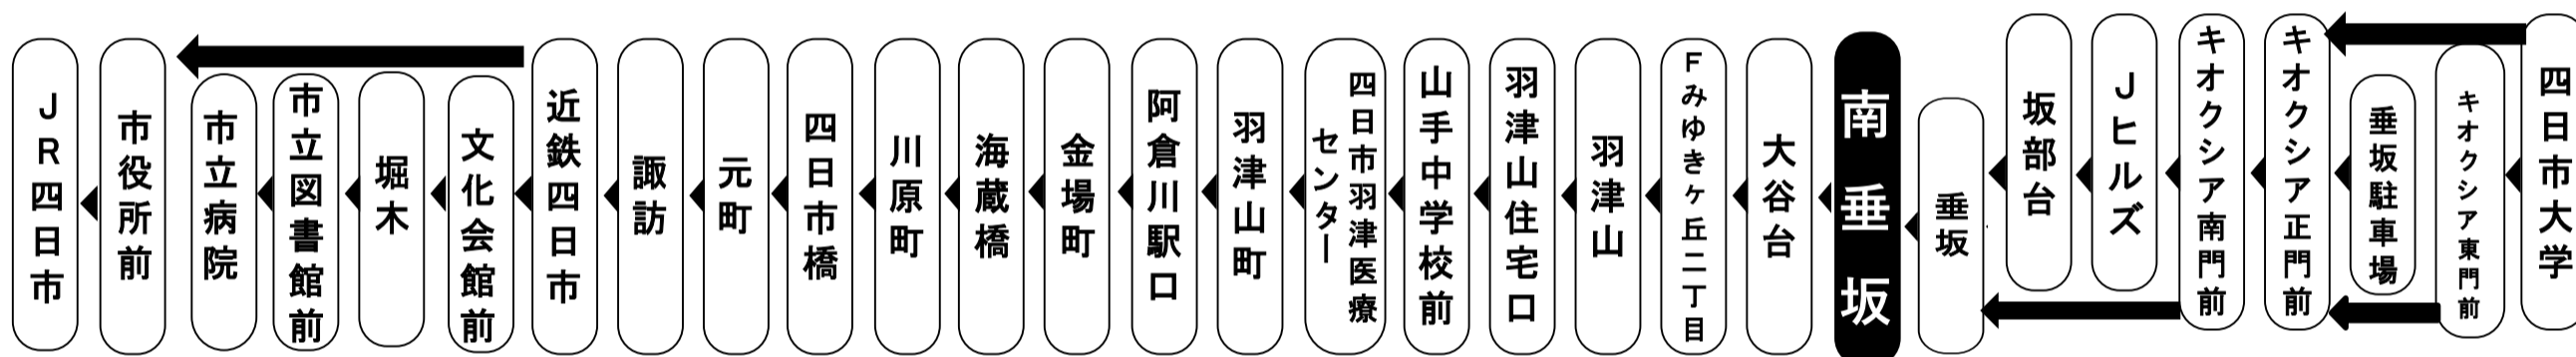 四日市大学
キオクシア東門前
垂坂駐車場
キオクシア正門前
キオクシア南門前
Jヒルズ
坂部台
垂坂
南垂坂
大谷台
Fみゆきヶ丘二丁目
羽津山
羽津山住宅口
山手中学校前
四日市羽津医療
センター
羽津山町
阿倉川駅口
金場町
海蔵橋
川原町
四日市橋
元町
諏訪
近鉄四日市
文化会館前
堀木
市立図書館前
市立病院
市役所前
JR四日市